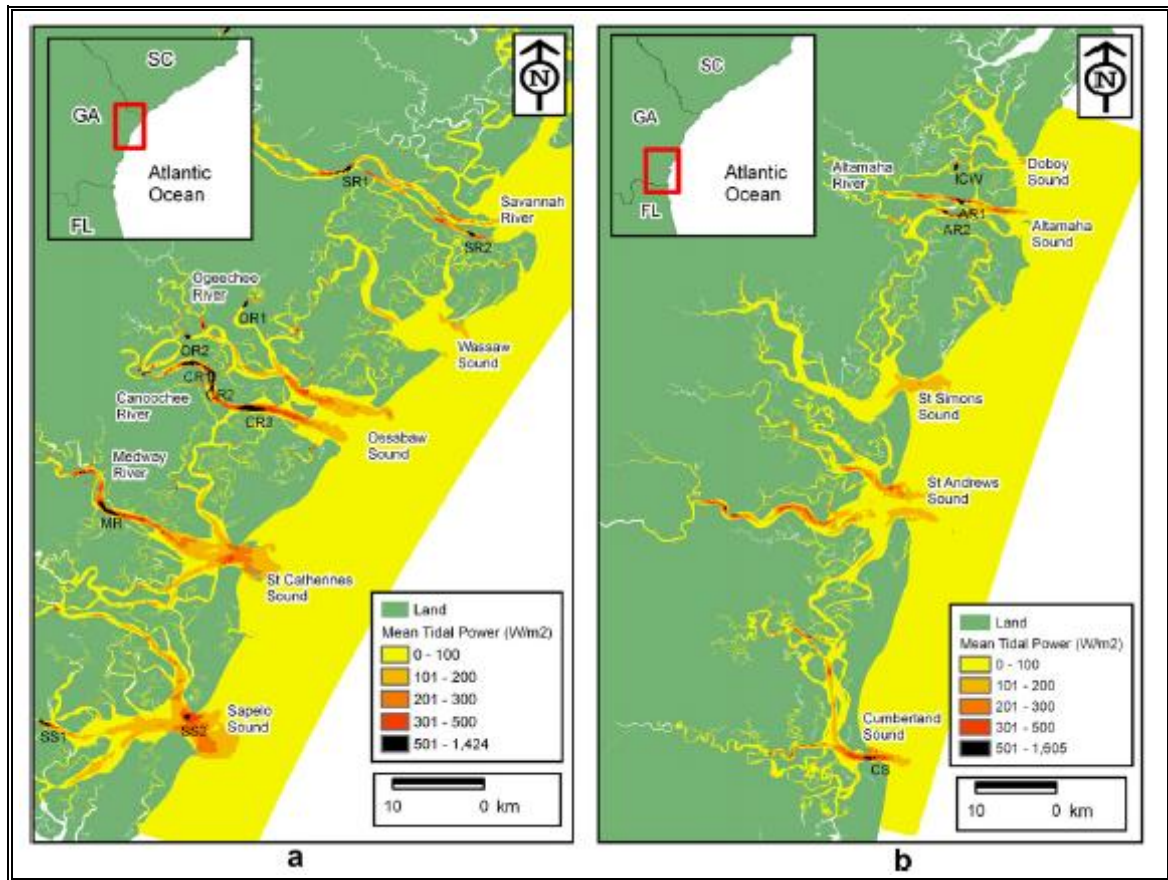 SC
GA
Atlantic
Ocean
FL
N
SR1
Savannah
River
SR2
Ogeechee
River
OR1
OR2
Wassaw
Sound
CR1
CR2
Canoochee
River
CR3
Ossabaw
Sound
Medway
River
MR
St Catherines
Sound
Sapelo
Sound
SS1
SS2
Land
Mean Tidal Power (W/m2)
0 - 100
101 - 200
201 - 300
301 - 500
501 - 1,424
10 0 km
a
SC
GA
Atlantic
Ocean
FL
N
Altamaha
River
ICW
Doboy
Sound
AR1
AR2
Altamaha
Sound
St Simons
Sound
St Andrews
Sound
Cumberland
Sound
CS
Land
Mean Tidal Power (W/m2)
0 - 100
101 - 200
201 - 300
301 - 500
501 - 1,605
10 0 km
b